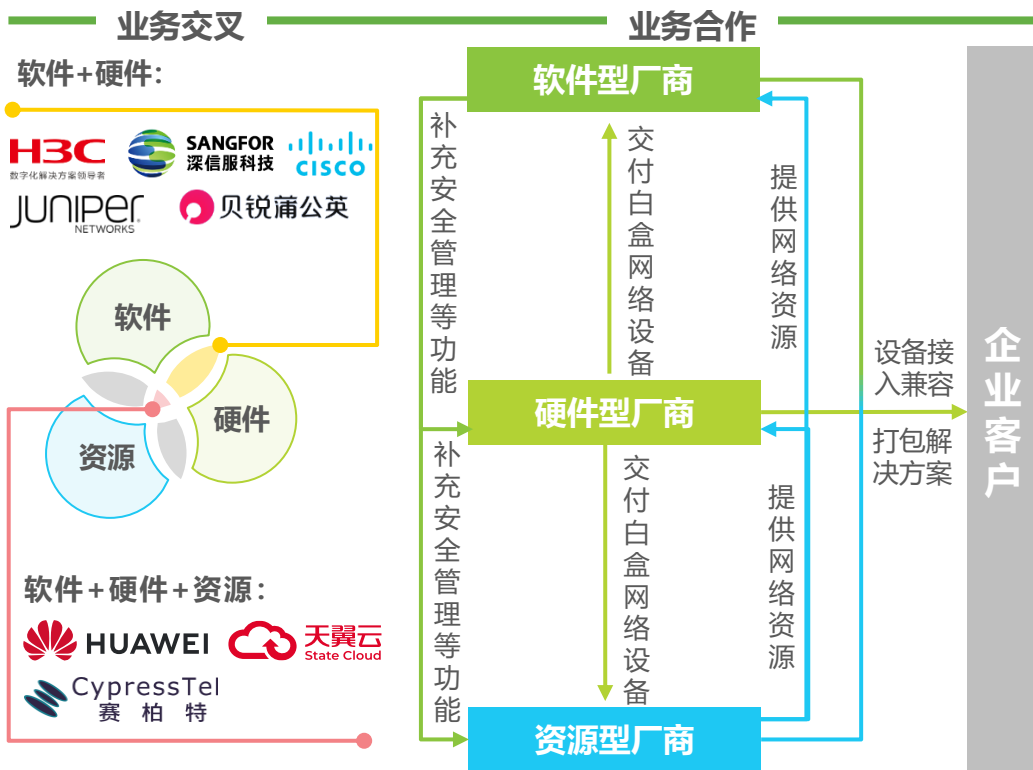 业务交叉
业务合作
软件+硬件：
H3C
数字化解决方案领导者
SANGFOR
深信服科技
CISCO
JUNIPER
NETWORKS
贝锐蒲公英
软件
硬件
资源
软件+硬件+资源：
HUAWEI
天翼云
State Cloud
CypressTel
赛柏特
软件型厂商
补充安全管理等功能
交付白盒网络设备
提供网络资源
硬件型厂商
补充安全管理等功能
交付白盒网络设备
提供网络资源
资源型厂商
设备接
入兼容
打包解
决方案
企业客户